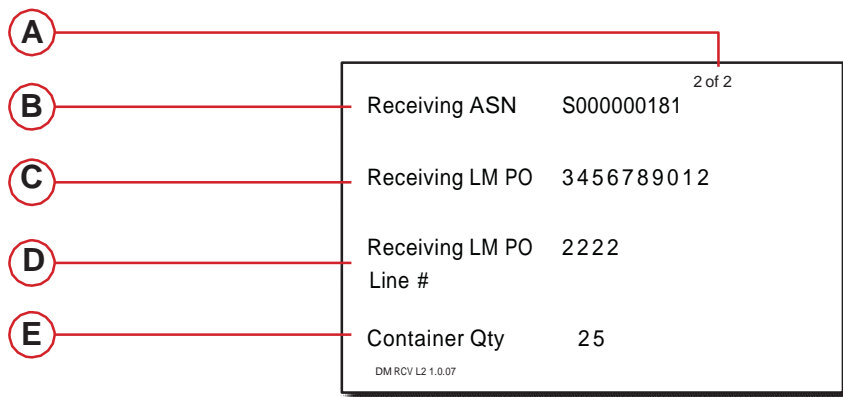 A
2 of 2
B
Receiving ASN S000000181
C
Receiving LM PO 3456789012
D
Receiving LM PO 2222
Line #
E
Container Qty 25
DM RCV L2 1.0.07